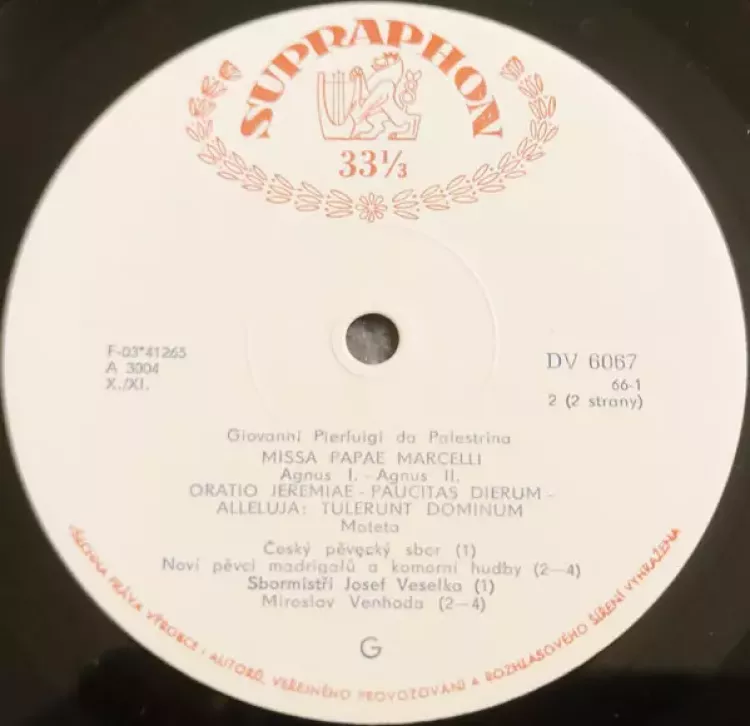 SUPRAPHON
33⅓
F-03*41265
A 3004
X./XI.
DV 6067
66-1
2 (2 strany)
Giovanni Pierluigi da Palestrina
MISSA PAPAE MARCELLI
Agnus I. - Agnus II.
ORATIO JEREMIAE - PAUCITAS DIERUM -
ALLELUJA: TULERUNT DOMINUM
Moteta
Český pěvecký sbor (1)
Noví pěvci madrigalů a komorní hudby (2—4)
Sbormistři Josef Veselka (1)
Miroslav Venhoda (2—4)
G
VŠECHNA PRÁVA VÝROBCE I AUTORŮ, VEŘEJNÉHO PROVOZOVÁNÍ A ROZHLASOVÉHO ŠÍŘENÍ VYHRAŽENA